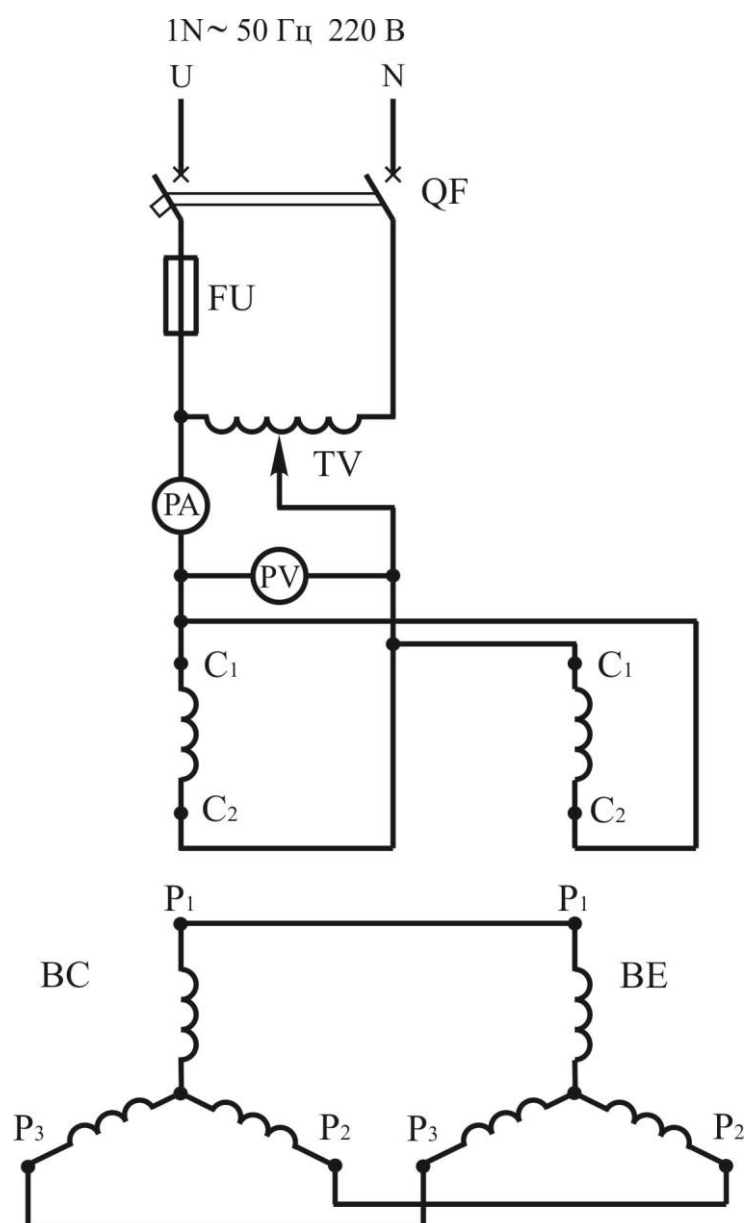 1N~ 50 Гц 220 В
U N
QF
FU
TV
PA
PV
C₁ C₁
C₂ C₂
P₁ P₁
BC BE
P₃ P₂ P₃ P₂